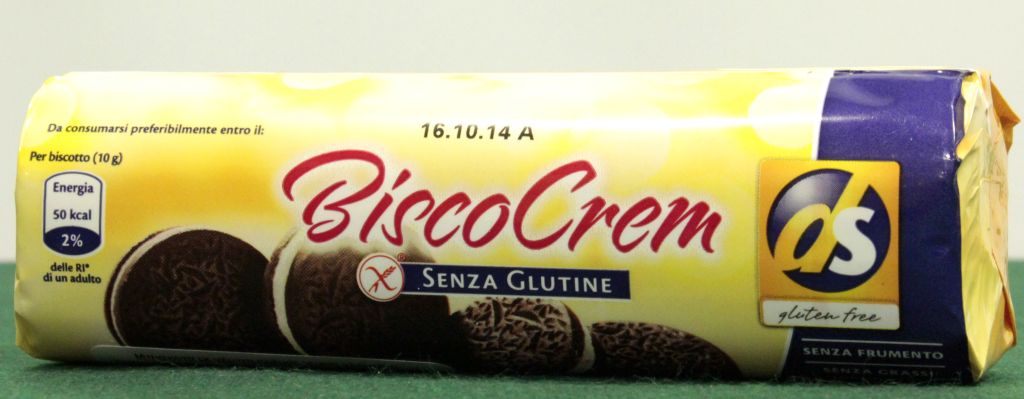 Da consumarsi preferibilmente entro il:
16.10.14 A
Per biscotto (10 g)
Energia
50 kcal
2%
delle RI*
di un adulto
BiscoCrem
SENZA GLUTINE
ds
gluten free
SENZA FRUMENTO
SENZA GRASSI